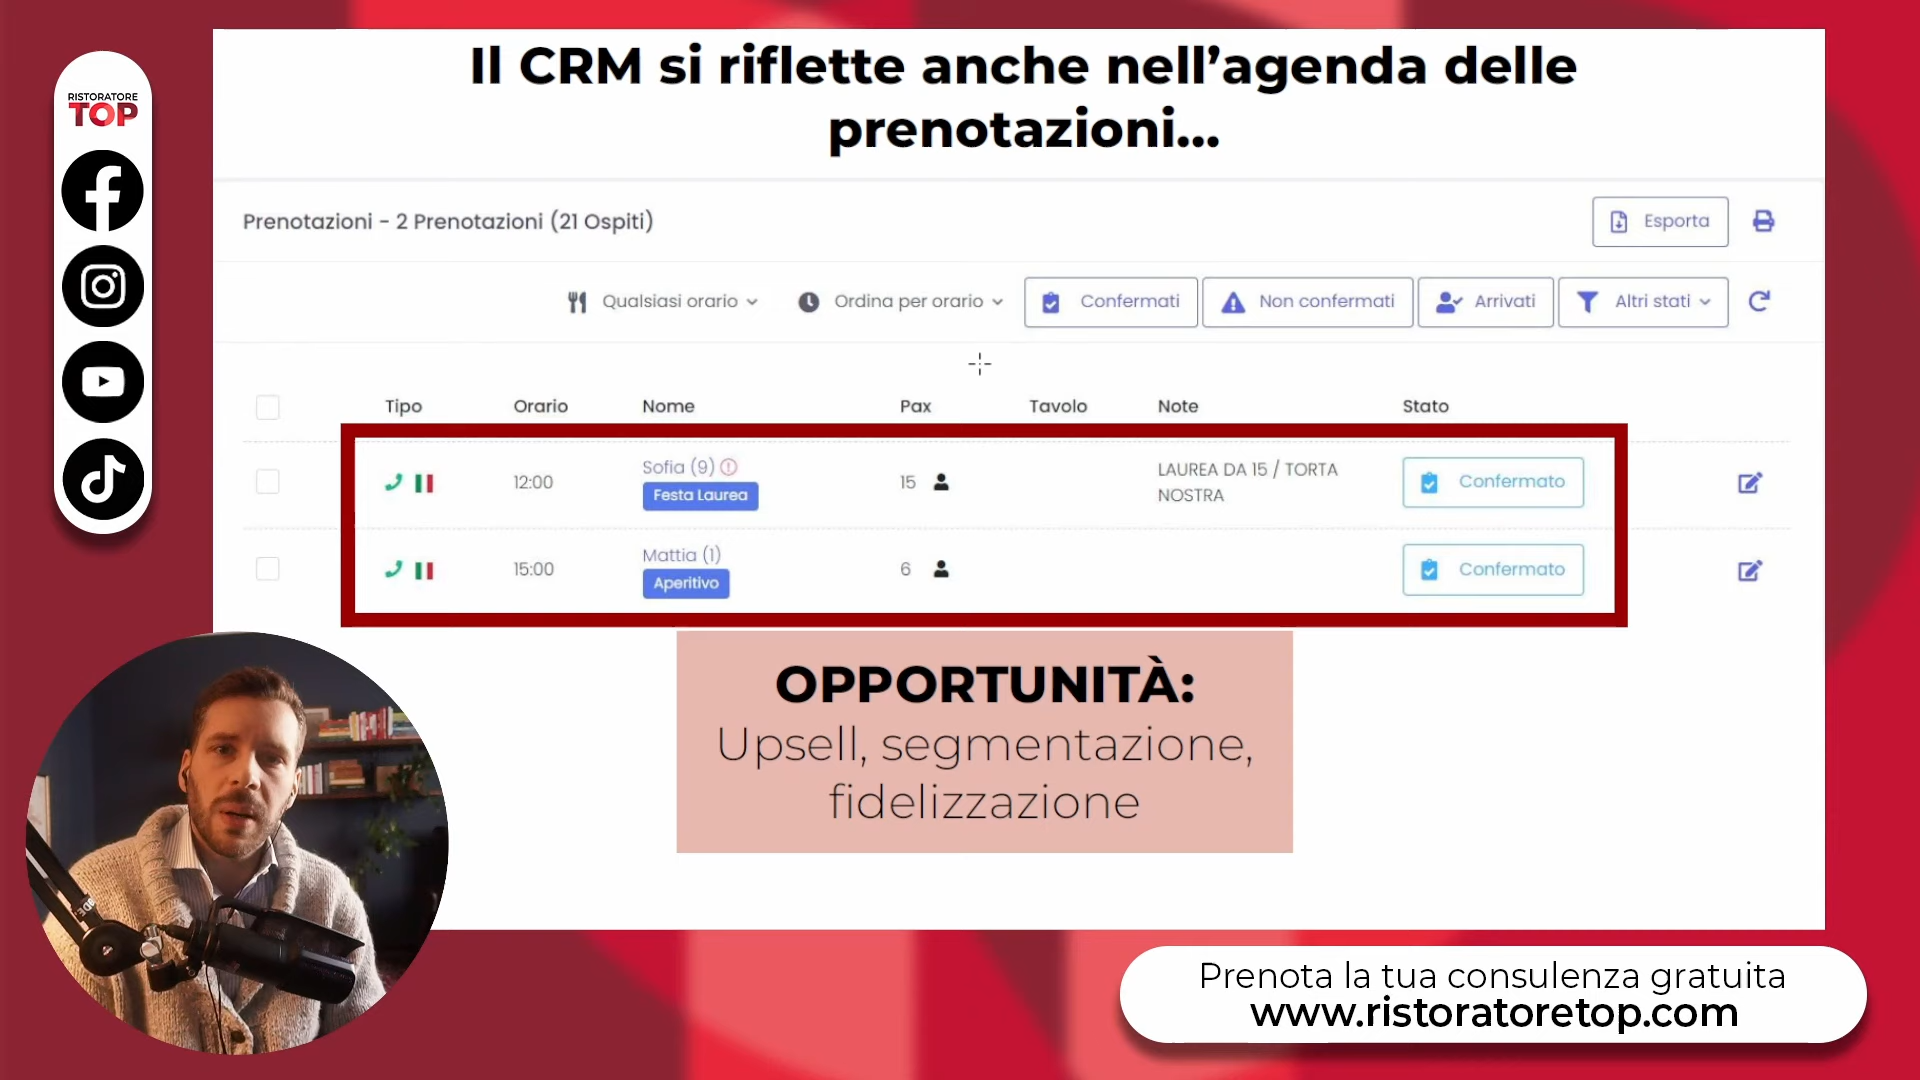 RISTORATORE
TOP
Il CRM si riflette anche nell'agenda delle
prenotazioni...
Prenotazioni - 2 Prenotazioni (21 Ospiti)
Esporta
Qualsiasi orario
Ordina per orario
Confermati
Non confermati
Arrivati
Altri stati
Tipo Orario Nome Pax Tavolo Note Stato
12:00
Sofia (9)
Festa Laurea
15
LAUREA DA 15 / TORTA
NOSTRA
Confermato
15:00
Mattia (1)
Aperitivo
6
Confermato
OPPORTUNITÀ:
Upsell, segmentazione,
fidelizzazione
Prenota la tua consulenza gratuita
www.ristoratoretop.com